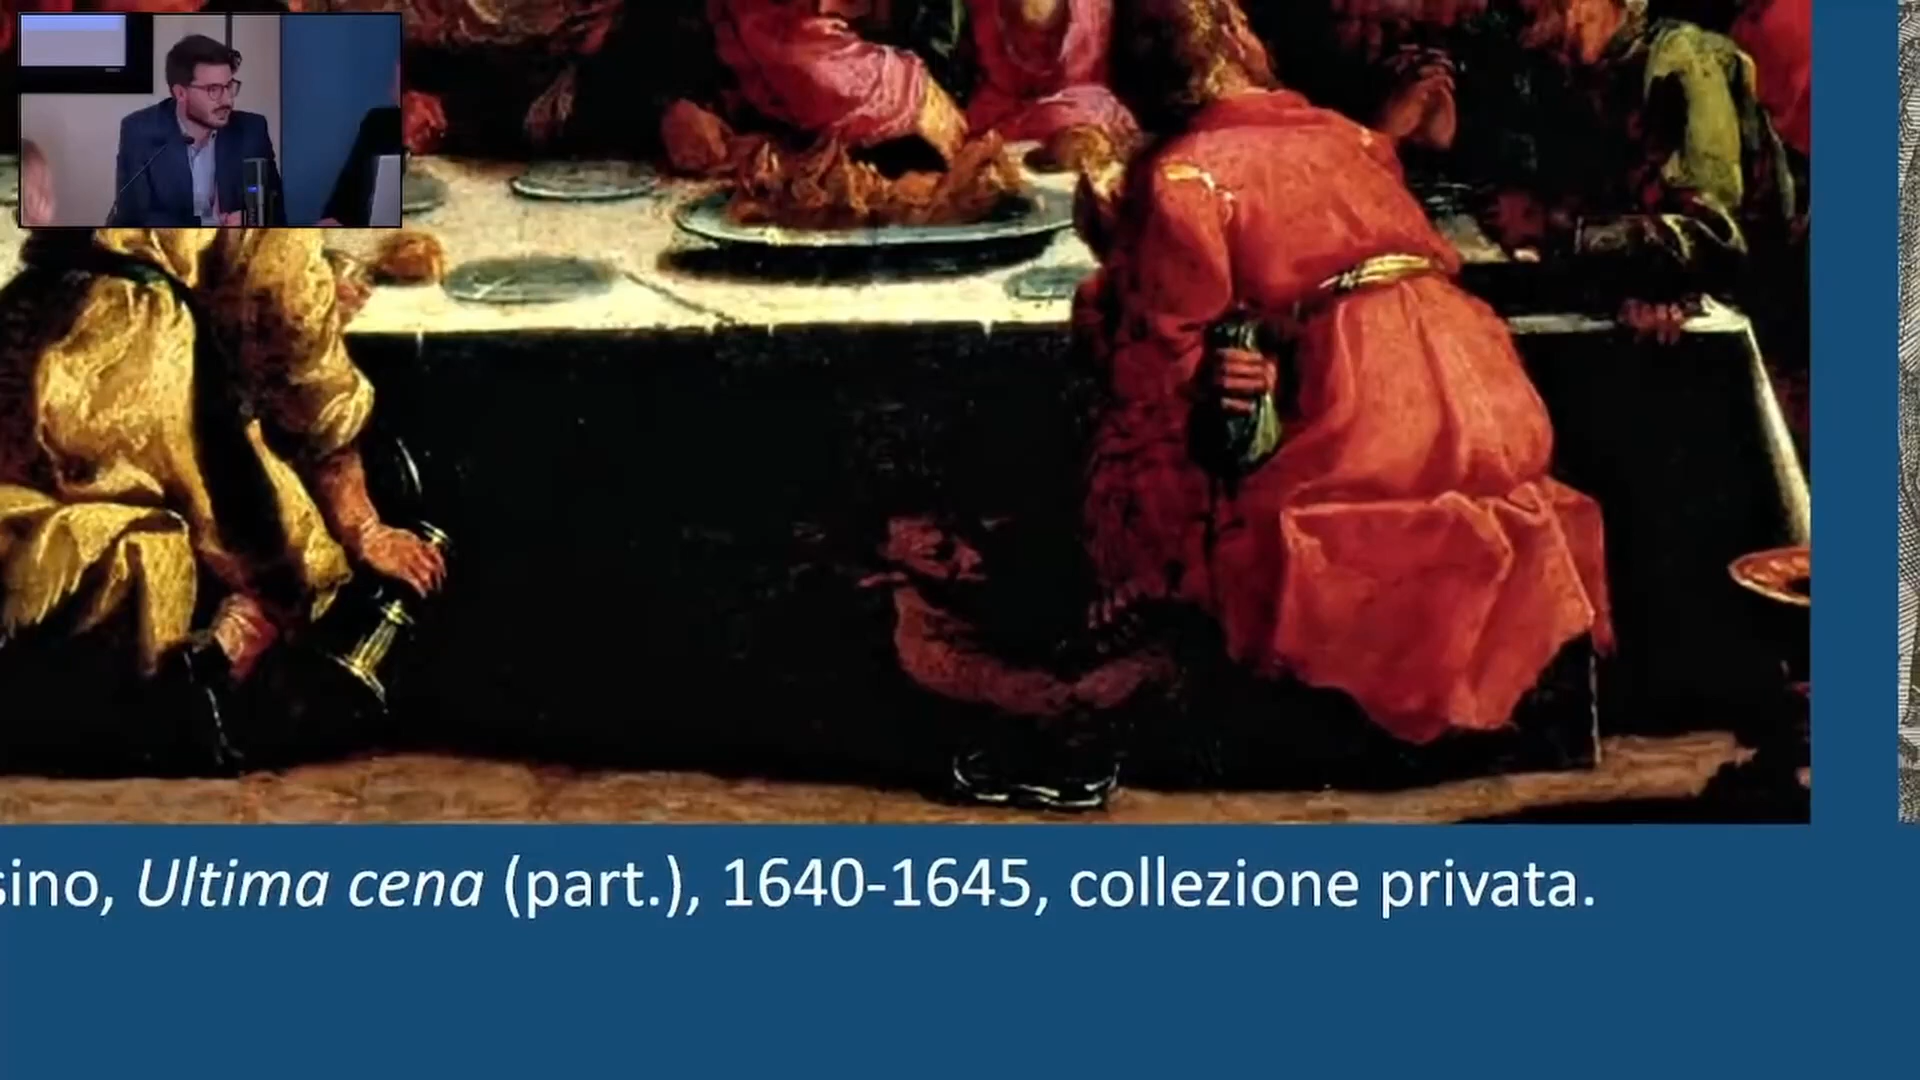 sino, Ultima cena (part.), 1640-1645, collezione privata.